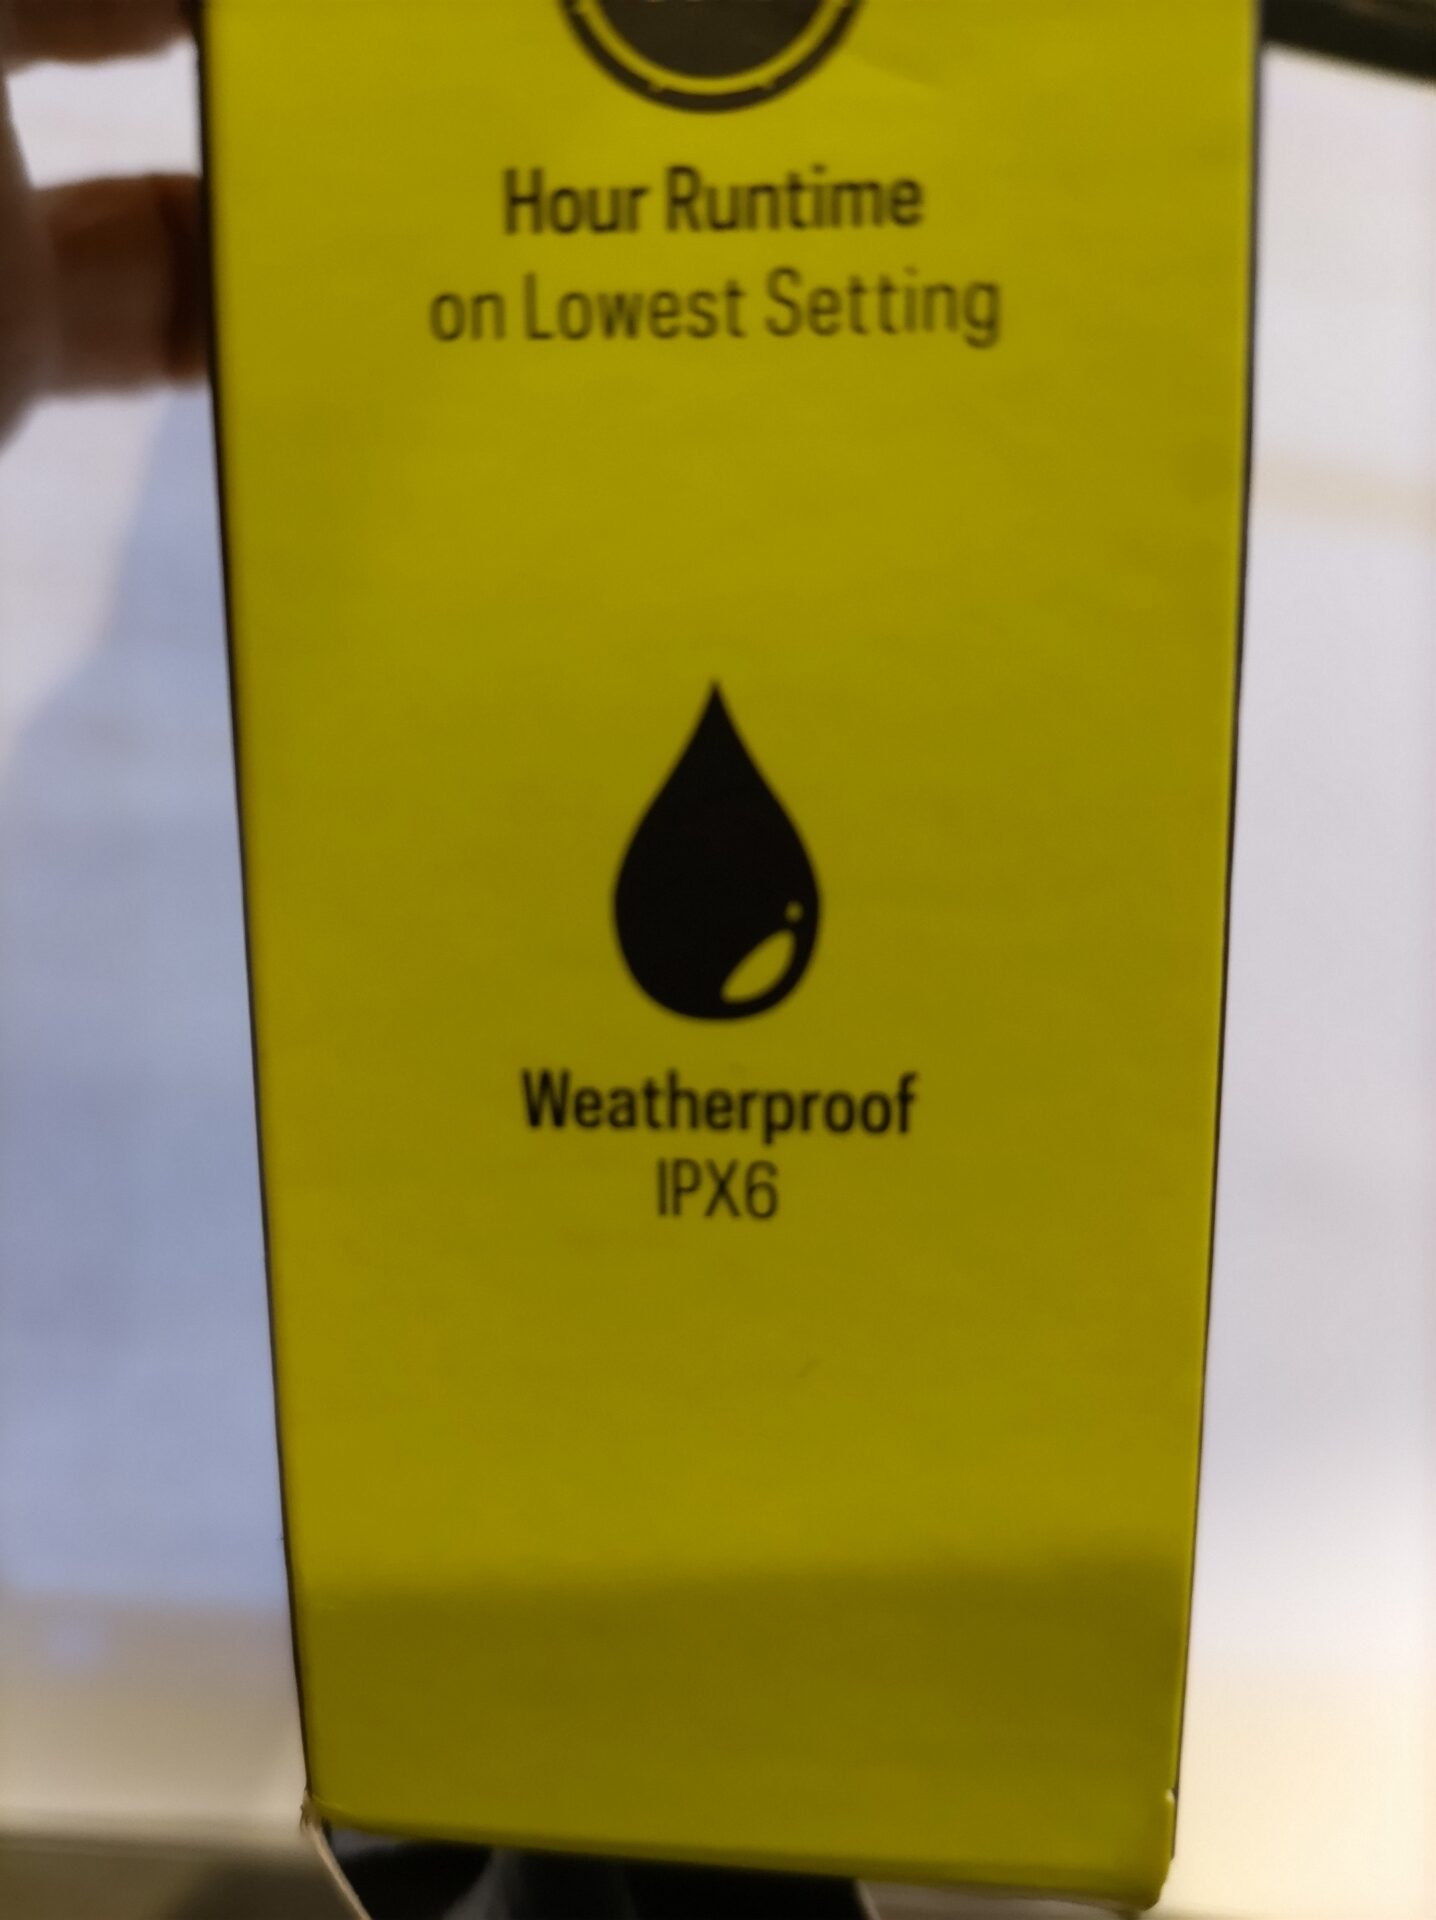 Hour Runtime
on Lowest Setting
Weatherproof
IPX6